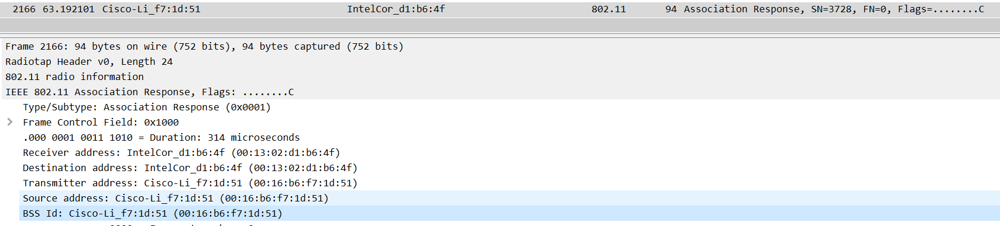 2166 63.192101 Cisco-Li_f7:1d:51 IntelCor_d1:b6:4f 802.11 94 Association Response, SN=3728, FN=0, Flags=........C
Frame 2166: 94 bytes on wire (752 bits), 94 bytes captured (752 bits)
Radiotap Header v0, Length 24
802.11 radio information
IEEE 802.11 Association Response, Flags: ........C
Type/Subtype: Association Response (0x0001)
Frame Control Field: 0x1000
.000 0001 0011 1010 = Duration: 314 microseconds
Receiver address: IntelCor_d1:b6:4f (00:13:02:d1:b6:4f)
Destination address: IntelCor_d1:b6:4f (00:13:02:d1:b6:4f)
Transmitter address: Cisco-Li_f7:1d:51 (00:16:b6:f7:1d:51)
Source address: Cisco-Li_f7:1d:51 (00:16:b6:f7:1d:51)
BSS Id: Cisco-Li_f7:1d:51 (00:16:b6:f7:1d:51)